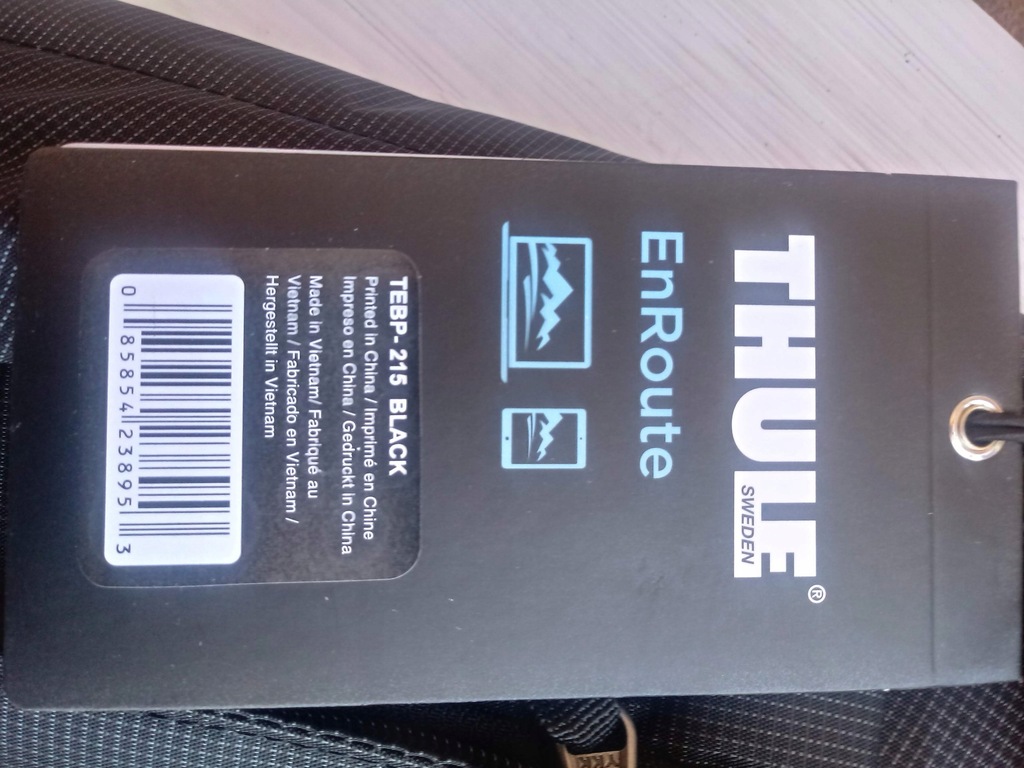 THULE®
SWEDEN
EnRoute
TEBP- 215 BLACK
Printed in China / Imprimé en Chine
Impreso en China / Gedruckt in China
Made in Vietnam/ Fabriqué au
Vietnam / Fabricado en Vietnam /
Hergestellt in Vietnam
0 85854 23895 3
YKK